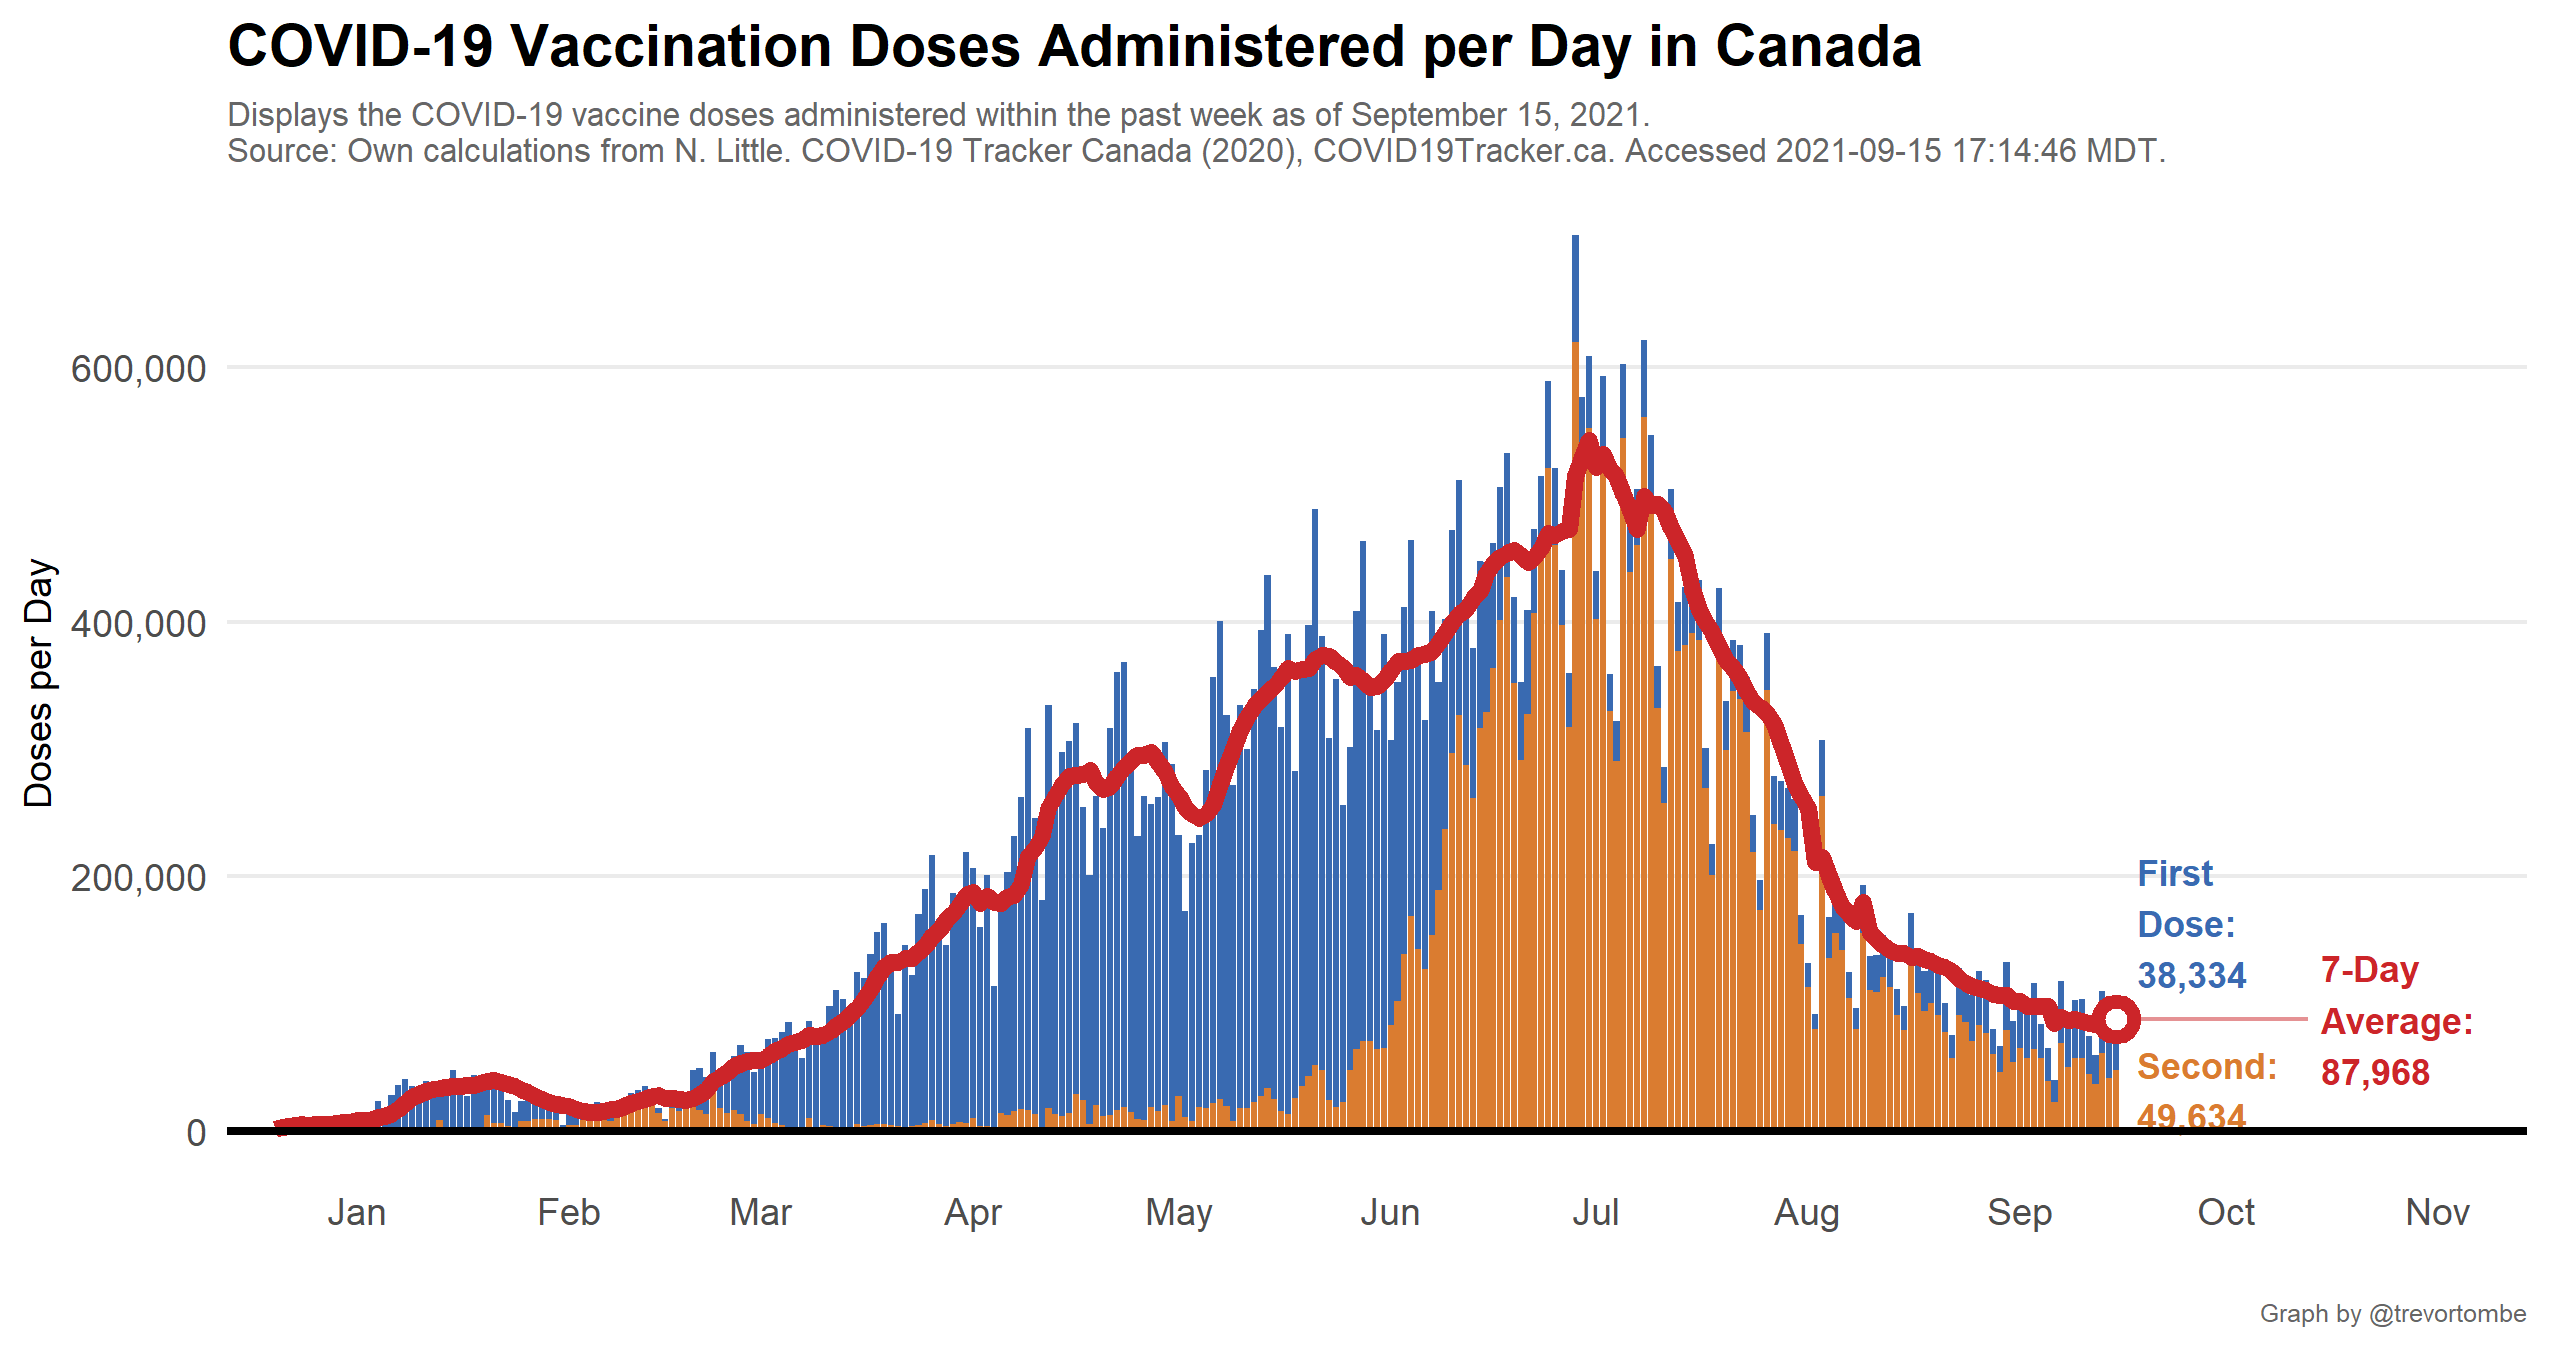 COVID-19 Vaccination Doses Administered per Day in Canada
Displays the COVID-19 vaccine doses administered within the past week as of September 15, 2021.
Source: Own calculations from N. Little. COVID-19 Tracker Canada (2020), COVID19Tracker.ca. Accessed 2021-09-15 17:14:46 MDT.
Doses per Day
600,000
400,000
200,000
0
First
Dose:
38,334
7-Day
Average:
87,968
Second:
49,634
Jan Feb Mar Apr May Jun Jul Aug Sep Oct Nov
Graph by @trevortombe